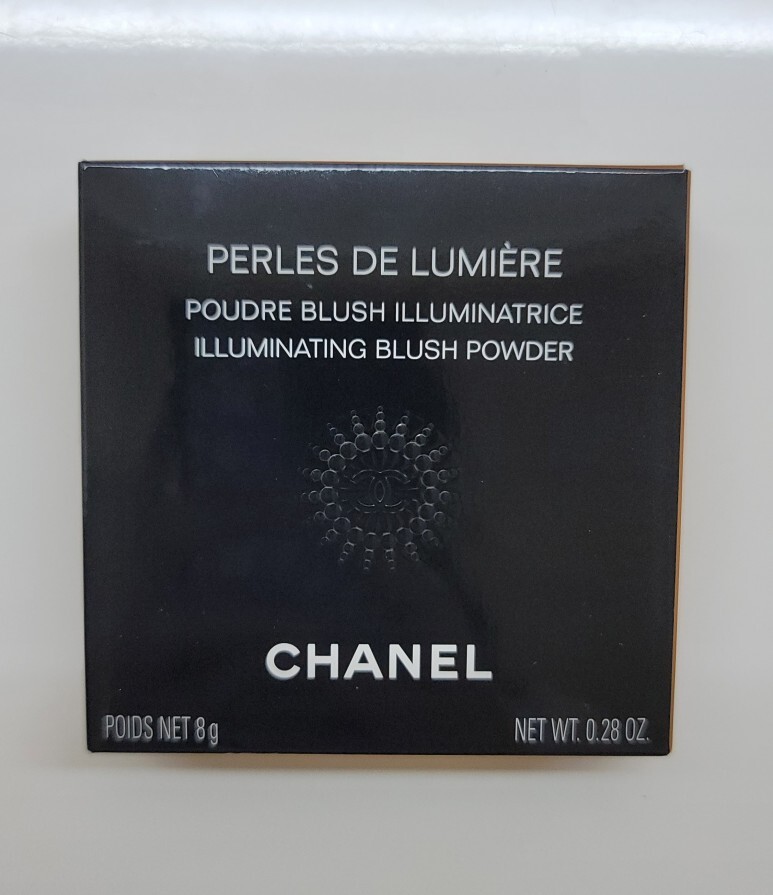 PERLES DE LUMIÈRE
POUDRE BLUSH ILLUMINATRICE
ILLUMINATING BLUSH POWDER
CHANEL
POIDS NET 8 g NET WT. 0.28 OZ.